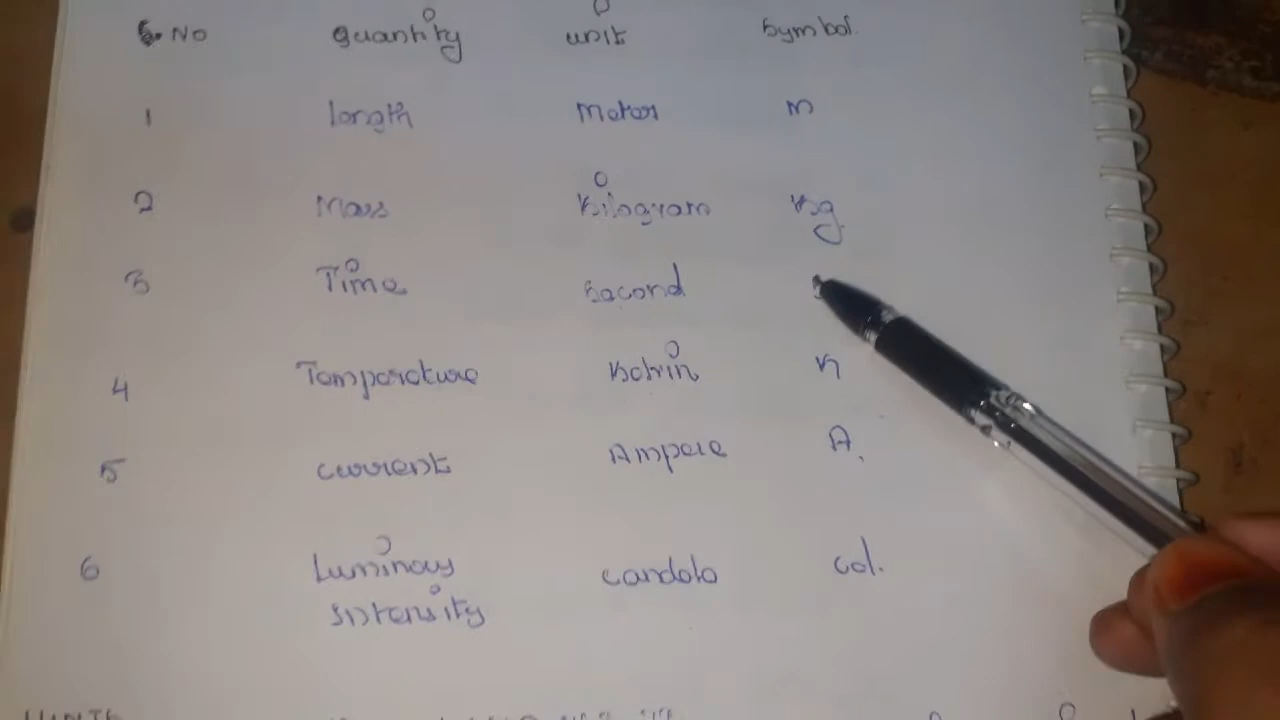 S. No Quantity unit Symbol.
1 length Meter m
2 Mass Kilogram Kg
3 Time Second
4 Temperature Kelvin K
5 current Ampere A.
6 Luminous candela cd.
intensity